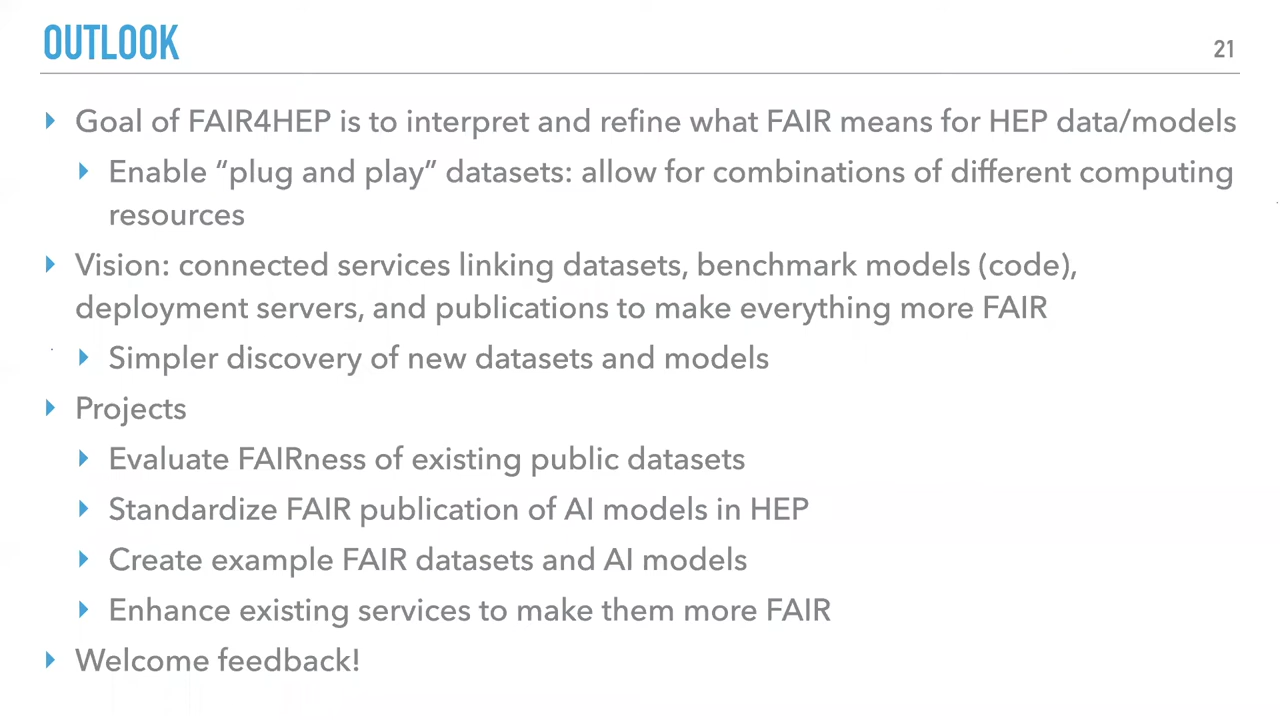 OUTLOOK
21
Goal of FAIR4HEP is to interpret and refine what FAIR means for HEP data/models
Enable “plug and play” datasets: allow for combinations of different computing
resources
Vision: connected services linking datasets, benchmark models (code),
deployment servers, and publications to make everything more FAIR
Simpler discovery of new datasets and models
Projects
Evaluate FAIRness of existing public datasets
Standardize FAIR publication of AI models in HEP
Create example FAIR datasets and AI models
Enhance existing services to make them more FAIR
Welcome feedback!